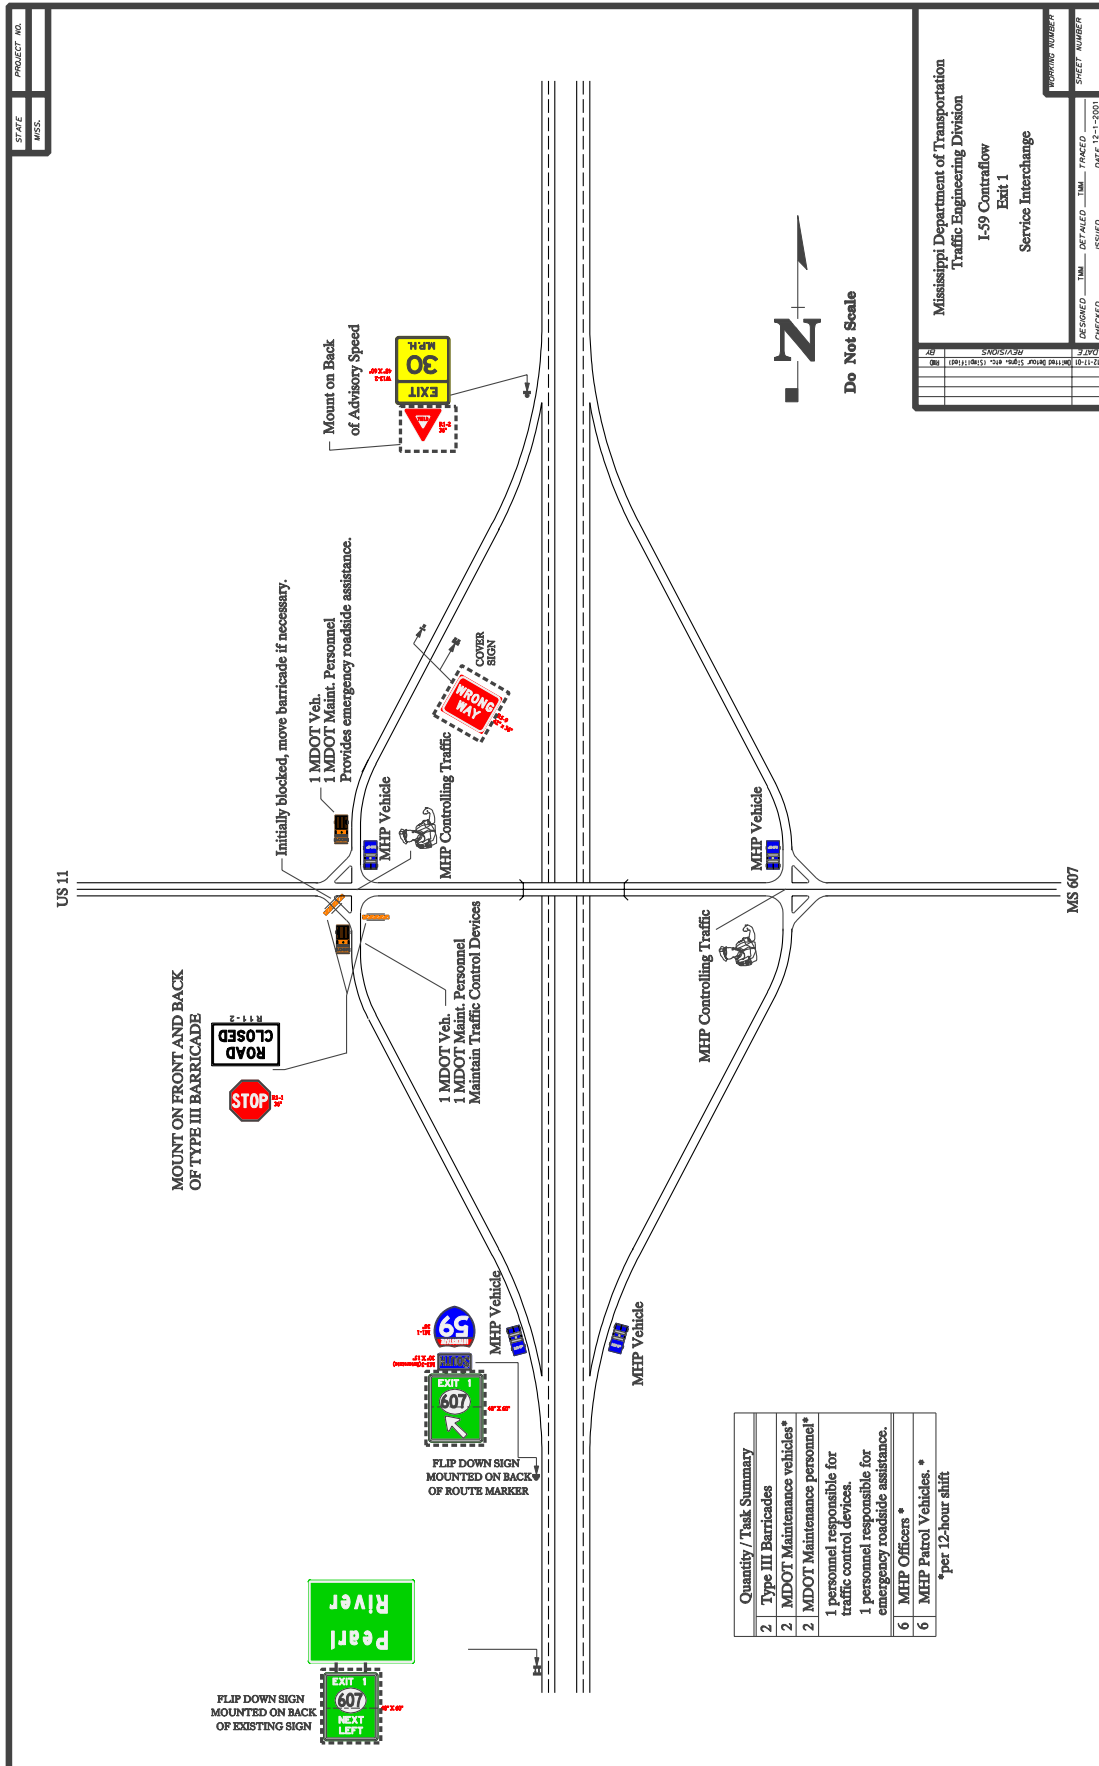 STATE
PROJECT NO.
MISS.
US 11
Initially blocked, move barricade if necessary.
1 MDOT Veh.
1 MDOT Maint. Personnel
Provides emergency roadside assistance.
Mount on Back
of Advisory Speed
EXIT
30
M.P.H.
MHP Vehicle
MHP Controlling Traffic
WRONG
WAY
COVER
SIGN
MOUNT ON FRONT AND BACK
OF TYPE III BARRICADE
STOP
ROAD
CLOSED
R11-2
1 MDOT Veh.
1 MDOT Maint. Personnel
Maintain Traffic Control Devices
MHP Controlling Traffic
MHP Vehicle
MS 607
MHP Vehicle
MHP Vehicle
59
EXIT 1
607
FLIP DOWN SIGN
MOUNTED ON BACK
OF ROUTE MARKER
Pearl
River
EXIT 1
607
NEXT
LEFT
FLIP DOWN SIGN
MOUNTED ON BACK
OF EXISTING SIGN
N
Do Not Scale
Quantity / Task Summary
2 Type III Barricades
2 MDOT Maintenance vehicles*
2 MDOT Maintenance personnel*
1 personnel responsible for
traffic control devices.
1 personnel responsible for
emergency roadside assistance.
6 MHP Officers *
6 MHP Patrol Vehicles. *
*per 12-hour shift
Mississippi Department of Transportation
Traffic Engineering Division
I-59 Contraflow
Exit 1
Service Interchange
WORKING NUMBER
SHEET NUMBER
DESIGNED TMM DETAILED TMM TRACED
CHECKED ISSUED DATE 12-1-2001
DATE REVISIONS BY